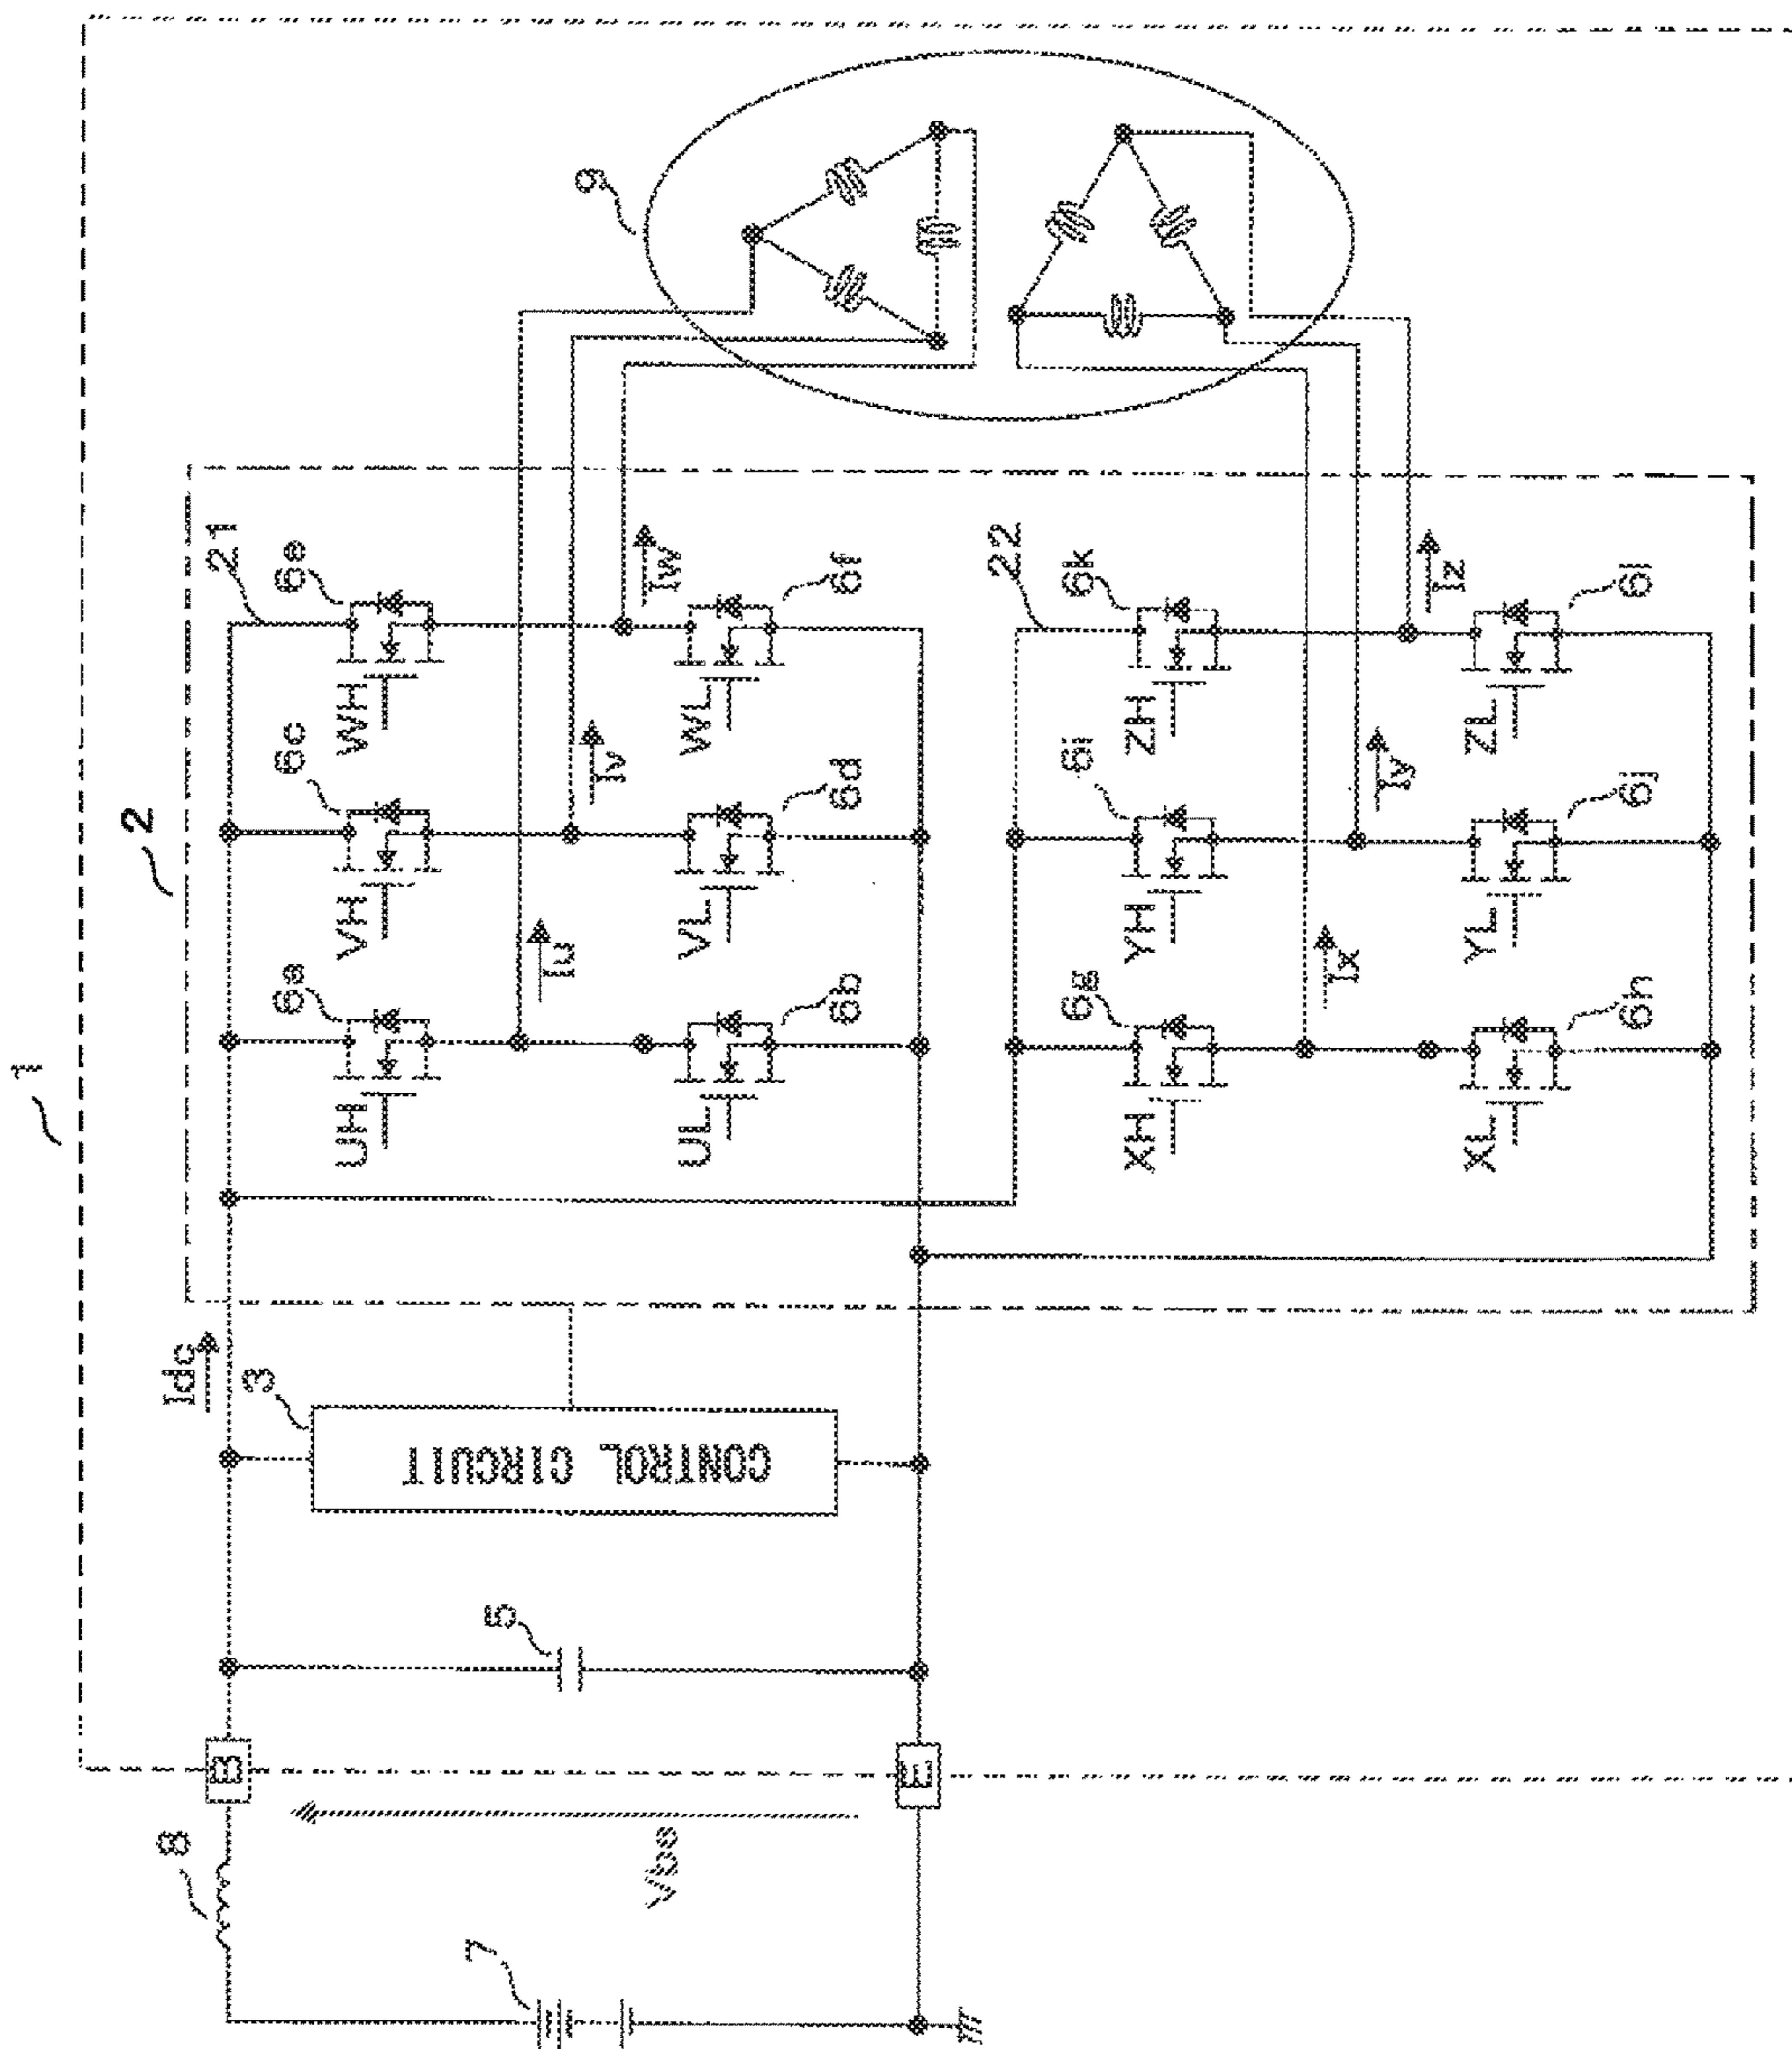 1
2
21
6a
6c
6e
UH
VH
WH
Iu
Iv
Iw
UL
VL
WL
6b
6d
6f
22
6g
6i
6k
XH
YH
ZH
Ix
Iy
Iz
XL
YL
ZL
6h
6j
6l
9
Idc
3
CONTROL CIRCUIT
5
B
E
8
7
Vbe